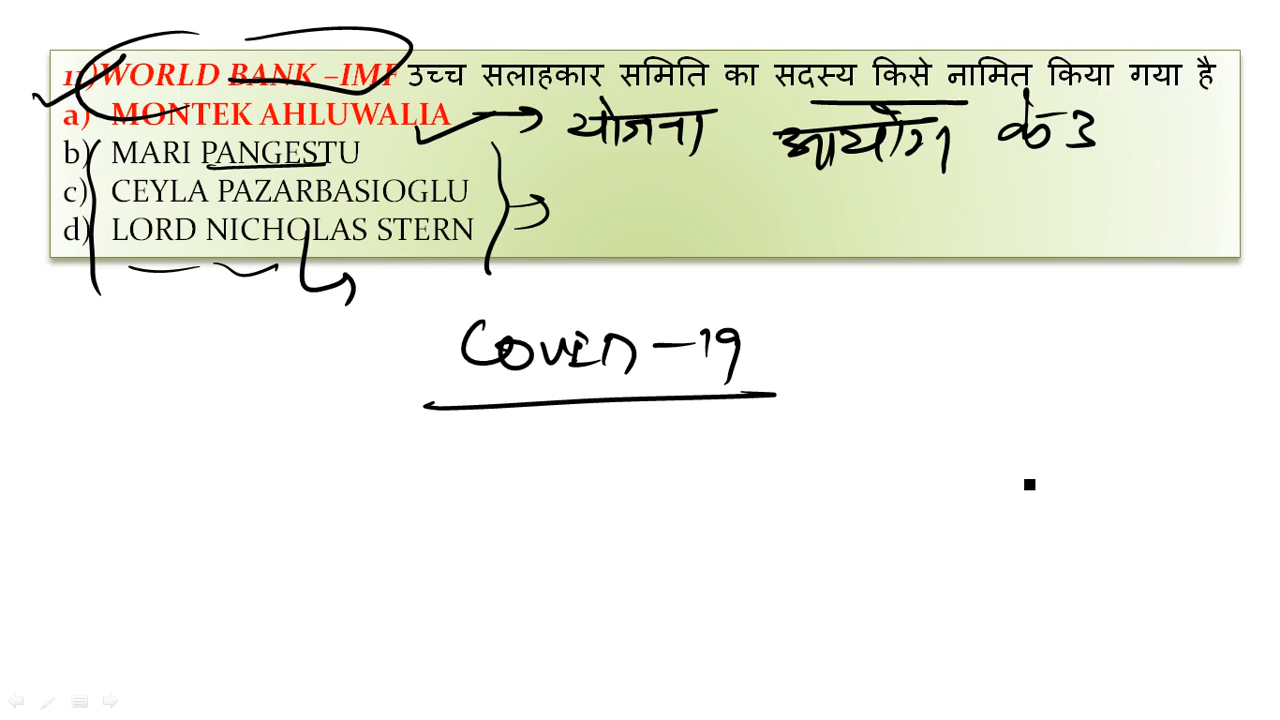 11)WORLD BANK –IMF उच्च सलाहकार समिति का सदस्य किसे नामित किया गया है
a) MONTEK AHLUWALIA
योजना आयोग के उ
b) MARI PANGESTU
c) CEYLA PAZARBASIOGLU
d) LORD NICHOLAS STERN
COVID-19